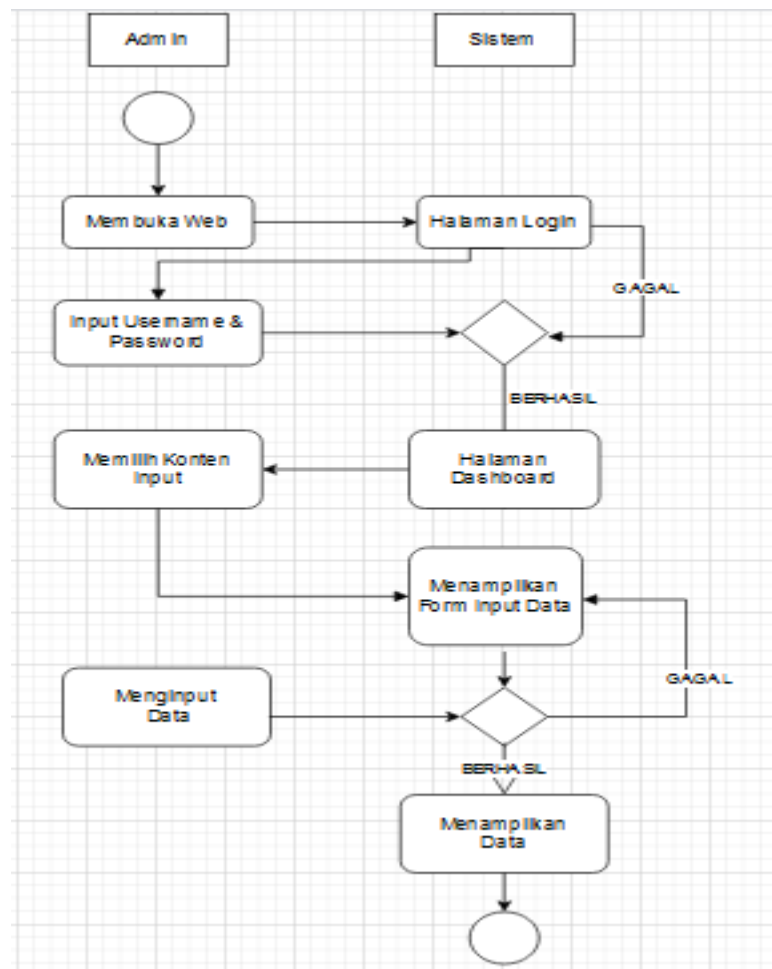 Admin
Sistem
Membuka Web
Halaman Login
GAGAL
Input Username &
Password
BERHASIL
Memilih Konten
Input
Halaman
Dashboard
Menampilkan
Form Input Data
GAGAL
Menginput
Data
BERHASIL
Menampilkan
Data